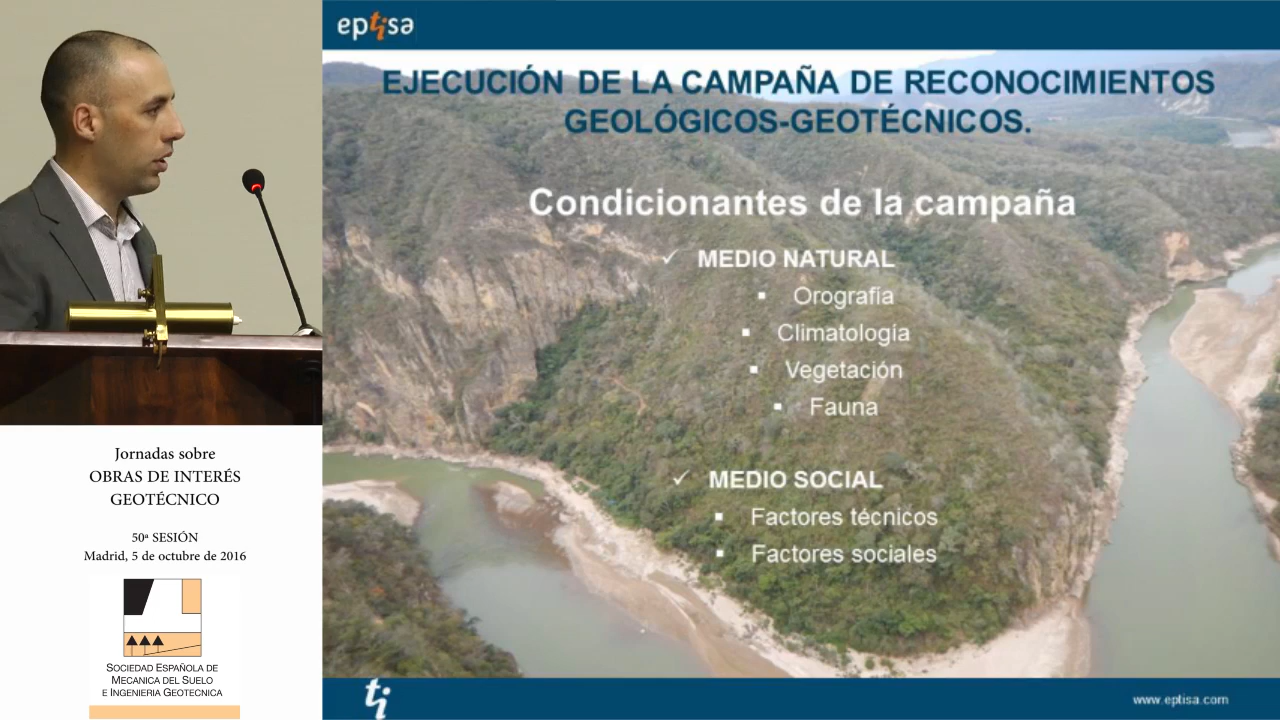 eptisa
EJECUCIÓN DE LA CAMPAÑA DE RECONOCIMIENTOS
GEOLÓGICOS-GEOTÉCNICOS.
Condicionantes de la campaña
✓ MEDIO NATURAL
▪ Orografía
▪ Climatología
▪ Vegetación
▪ Fauna
✓ MEDIO SOCIAL
▪ Factores técnicos
▪ Factores sociales
ti
www.eptisa.com
Jornadas sobre
OBRAS DE INTERÉS
GEOTÉCNICO
50ª SESIÓN
Madrid, 5 de octubre de 2016
SOCIEDAD ESPAÑOLA DE
MECANICA DEL SUELO
E INGENIERIA GEOTECNICA